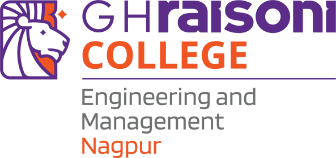 GHraisoni
COLLEGE
Engineering and
Management
Nagpur